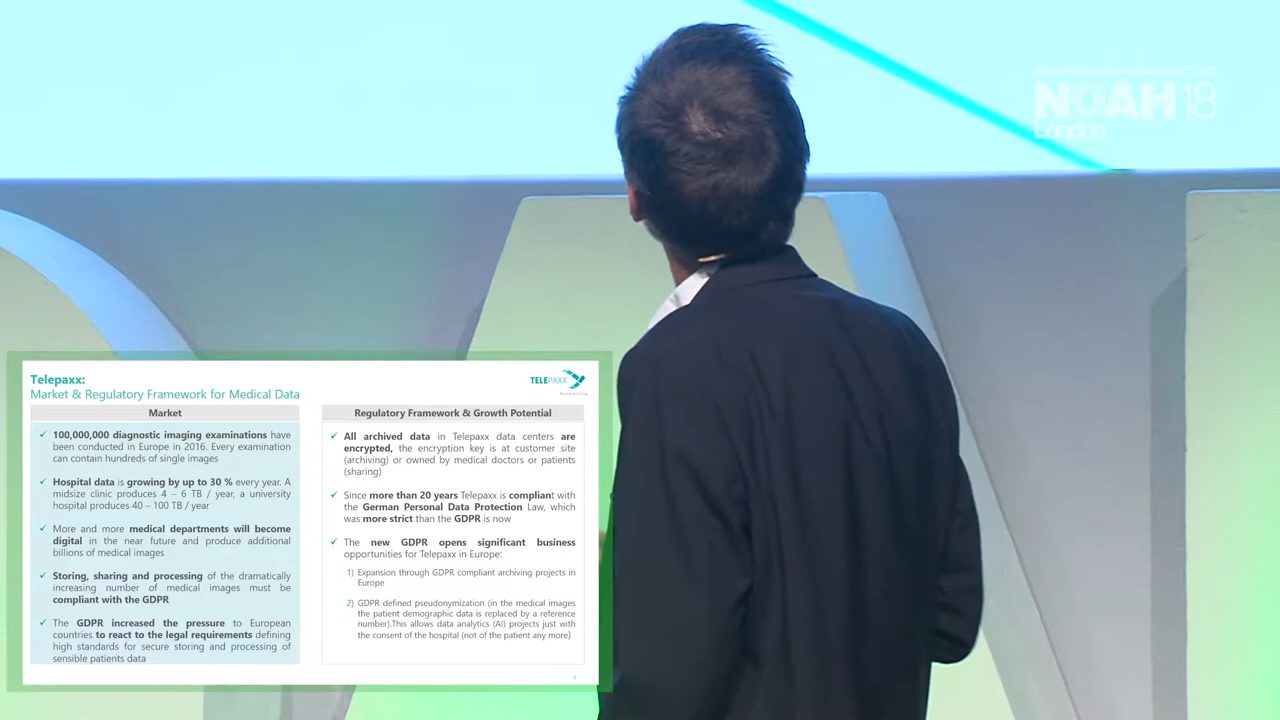 NOAH18
London
Telepaxx:
Market & Regulatory Framework for Medical Data
TELEPAXX
Market
✓ 100,000,000 diagnostic imaging examinations have
been conducted in Europe in 2016. Every examination
can contain hundreds of single images
✓ Hospital data is growing by up to 30 % every year. A
midsize clinic produces 4 – 6 TB / year, a university
hospital produces 40 – 100 TB / year
✓ More and more medical departments will become
digital in the near future and produce additional
billions of medical images
✓ Storing, sharing and processing of the dramatically
increasing number of medical images must be
compliant with the GDPR
✓ The GDPR increased the pressure to European
countries to react to the legal requirements defining
high standards for secure storing and processing of
sensible patients data
Regulatory Framework & Growth Potential
✓ All archived data in Telepaxx data centers are
encrypted, the encryption key is at customer site
(archiving) or owned by medical doctors or patients
(sharing)
✓ Since more than 20 years Telepaxx is compliant with
the German Personal Data Protection Law, which
was more strict than the GDPR is now
✓ The new GDPR opens significant business
opportunities for Telepaxx in Europe:
1) Expansion through GDPR compliant archiving projects in
Europe
2) GDPR defined pseudonymization (in the medical images
the patient demographic data is replaced by a reference
number).This allows data analytics (AI) projects just with
the consent of the hospital (not of the patient any more)
3